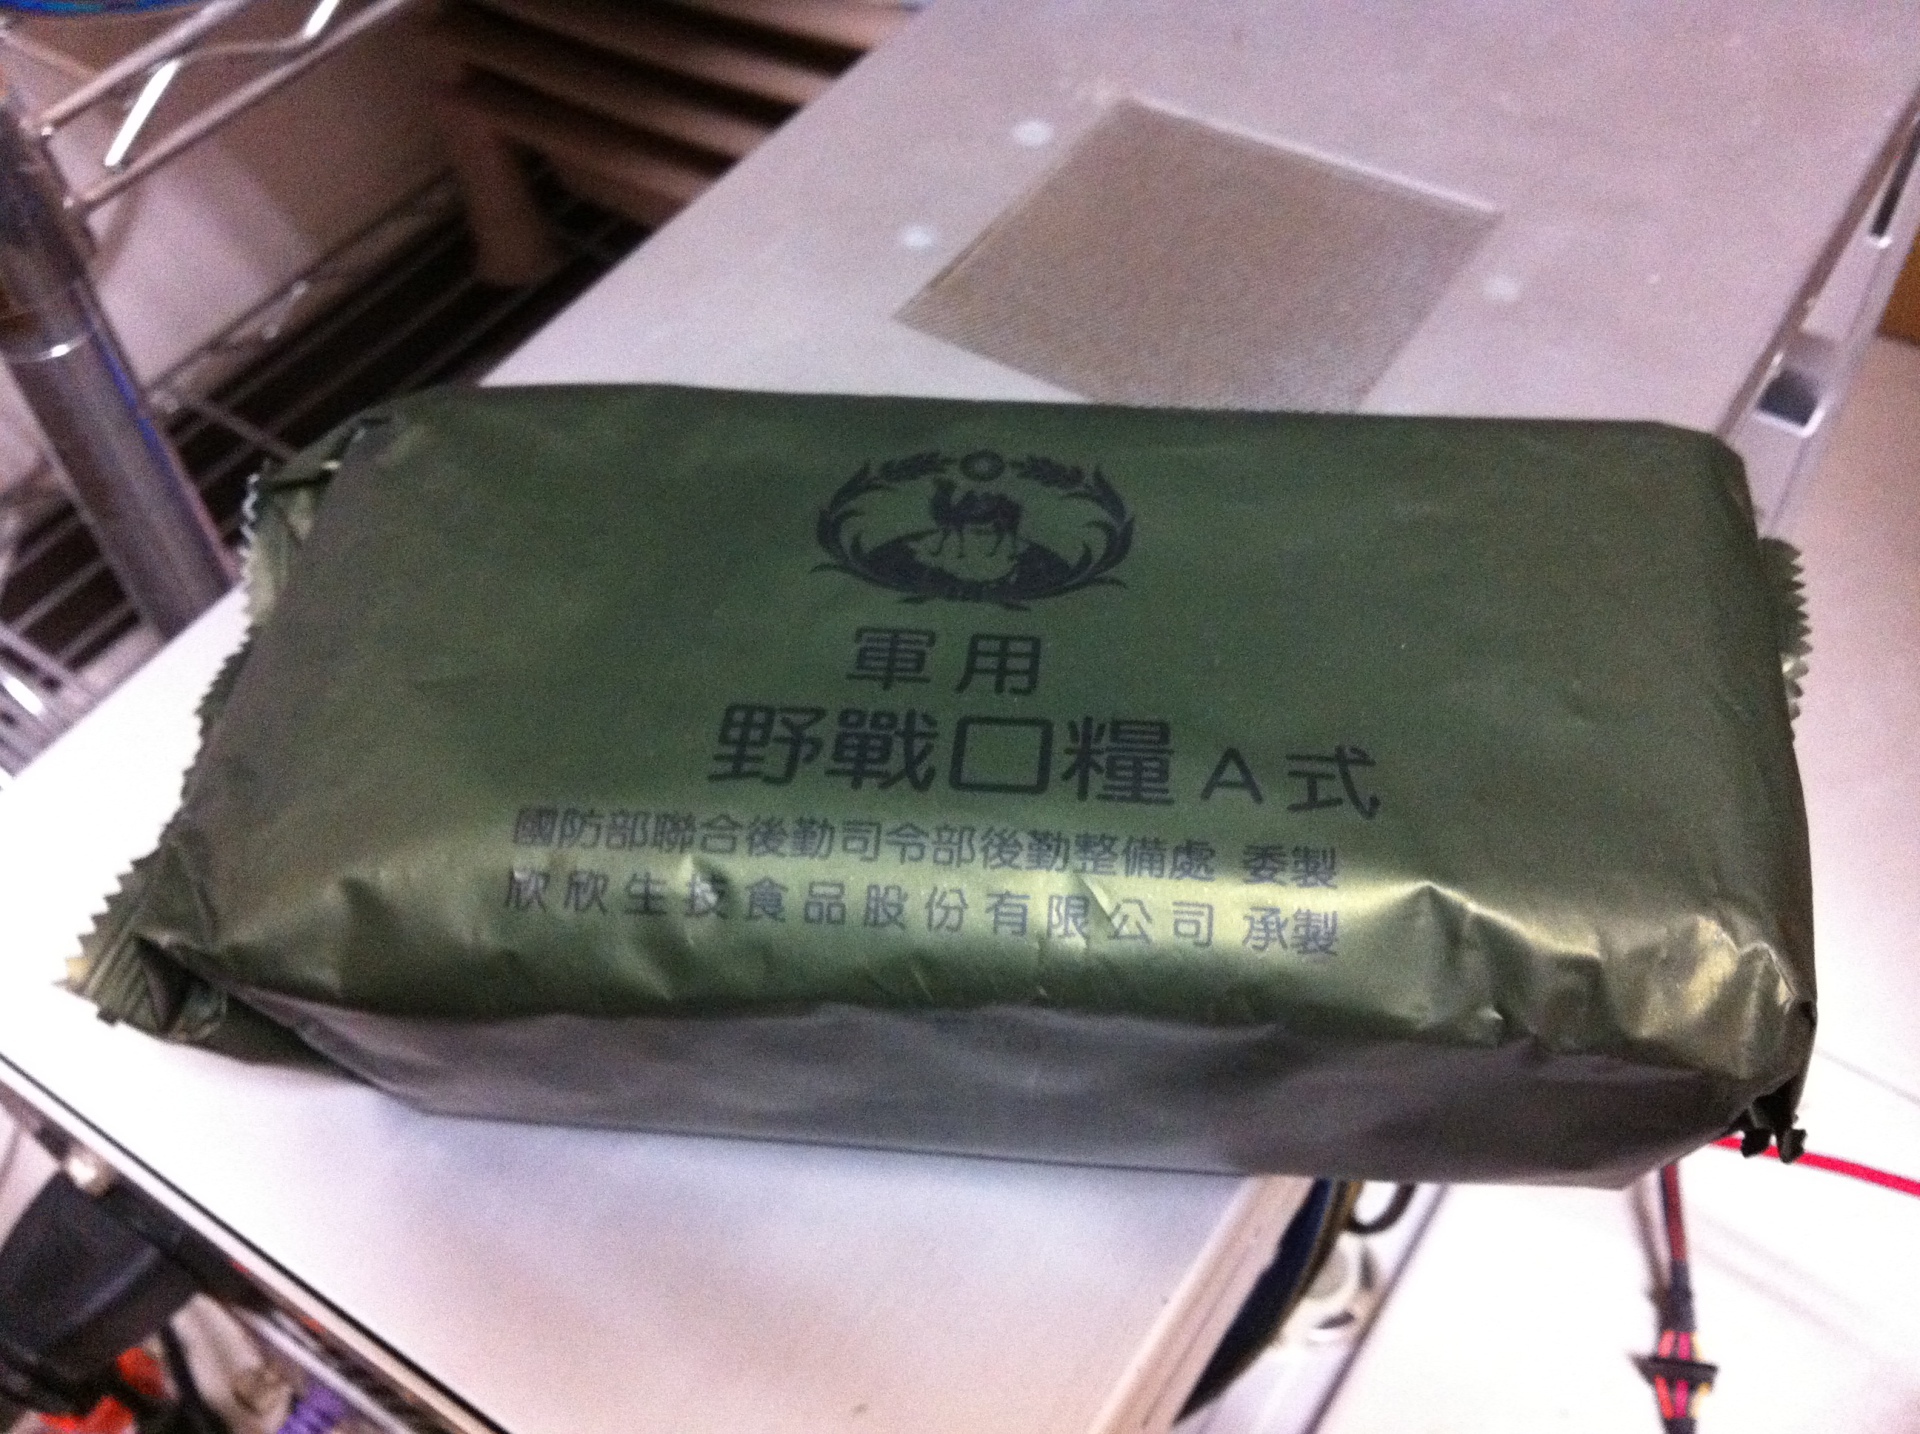 軍用
野戰口糧 A 式
國防部聯合後勤司令部後勤整備處 委製
欣欣生技食品股份有限公司 承製